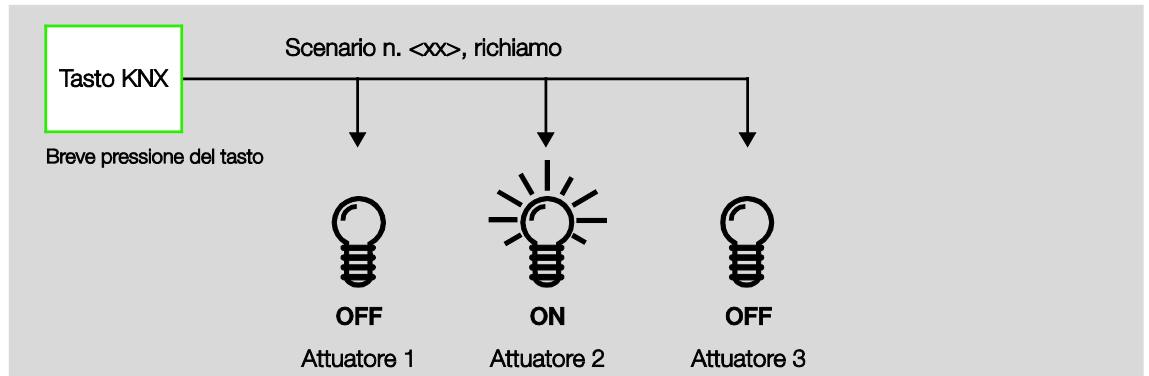 Scenario n. <xx>, richiamo
Tasto KNX
Breve pressione del tasto
OFF ON OFF
Attuatore 1 Attuatore 2 Attuatore 3